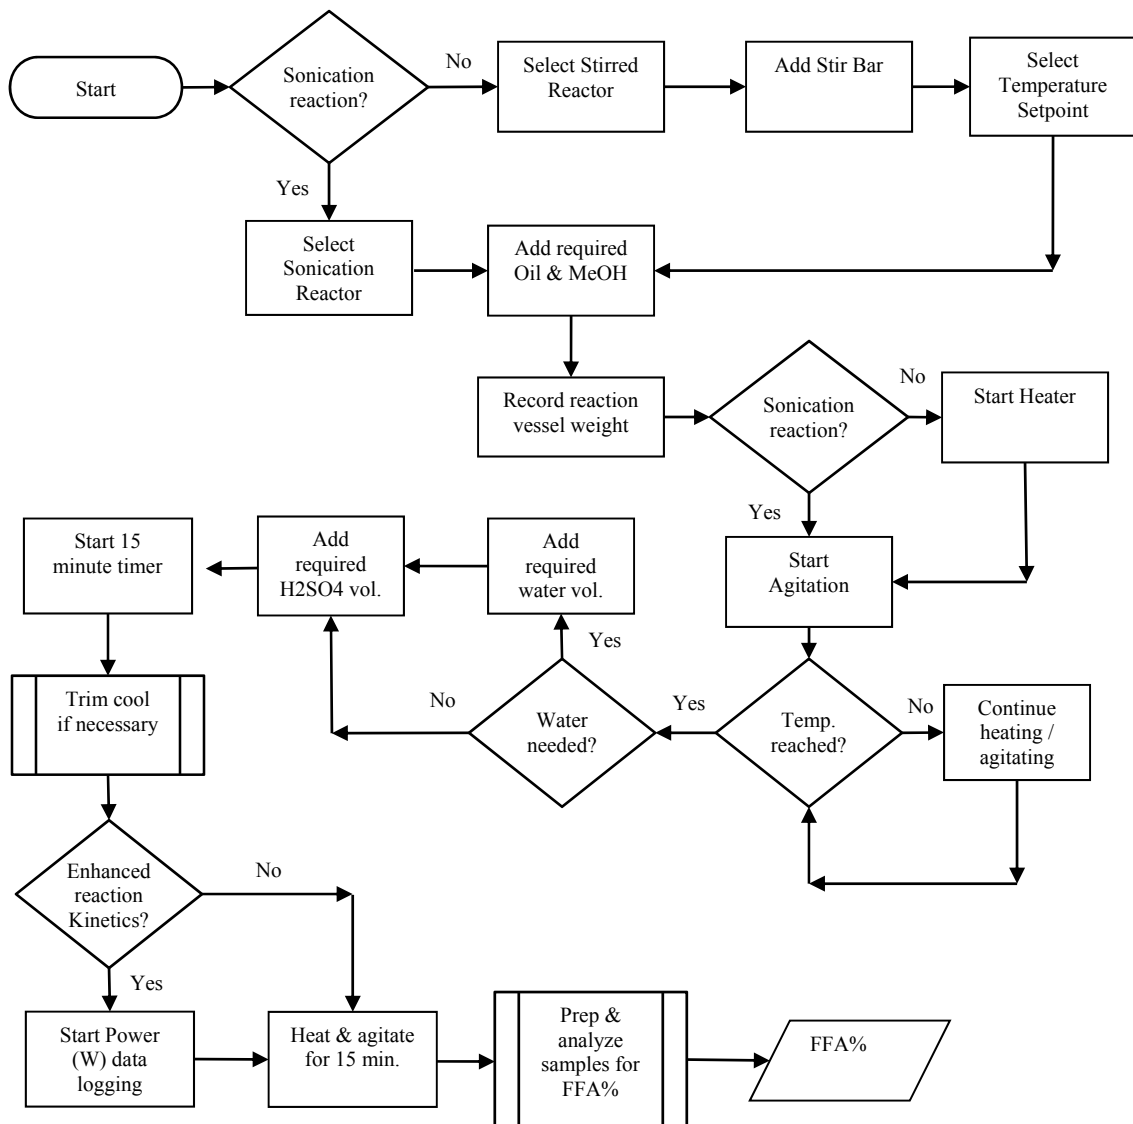 Start
Sonication
reaction?
No
Select Stirred
Reactor
Add Stir Bar
Select
Temperature
Setpoint
Yes
Select
Sonication
Reactor
Add required
Oil & MeOH
Record reaction
vessel weight
Sonication
reaction?
No
Start Heater
Yes
Start
Agitation
Start 15
minute timer
Add
required
H2SO4 vol.
Add
required
water vol.
Yes
No
Water
needed?
Yes
Temp.
reached?
No
Continue
heating /
agitating
Trim cool
if necessary
Enhanced
reaction
Kinetics?
No
Yes
Start Power
(W) data
logging
Heat & agitate
for 15 min.
Prep &
analyze
samples for
FFA%
FFA%